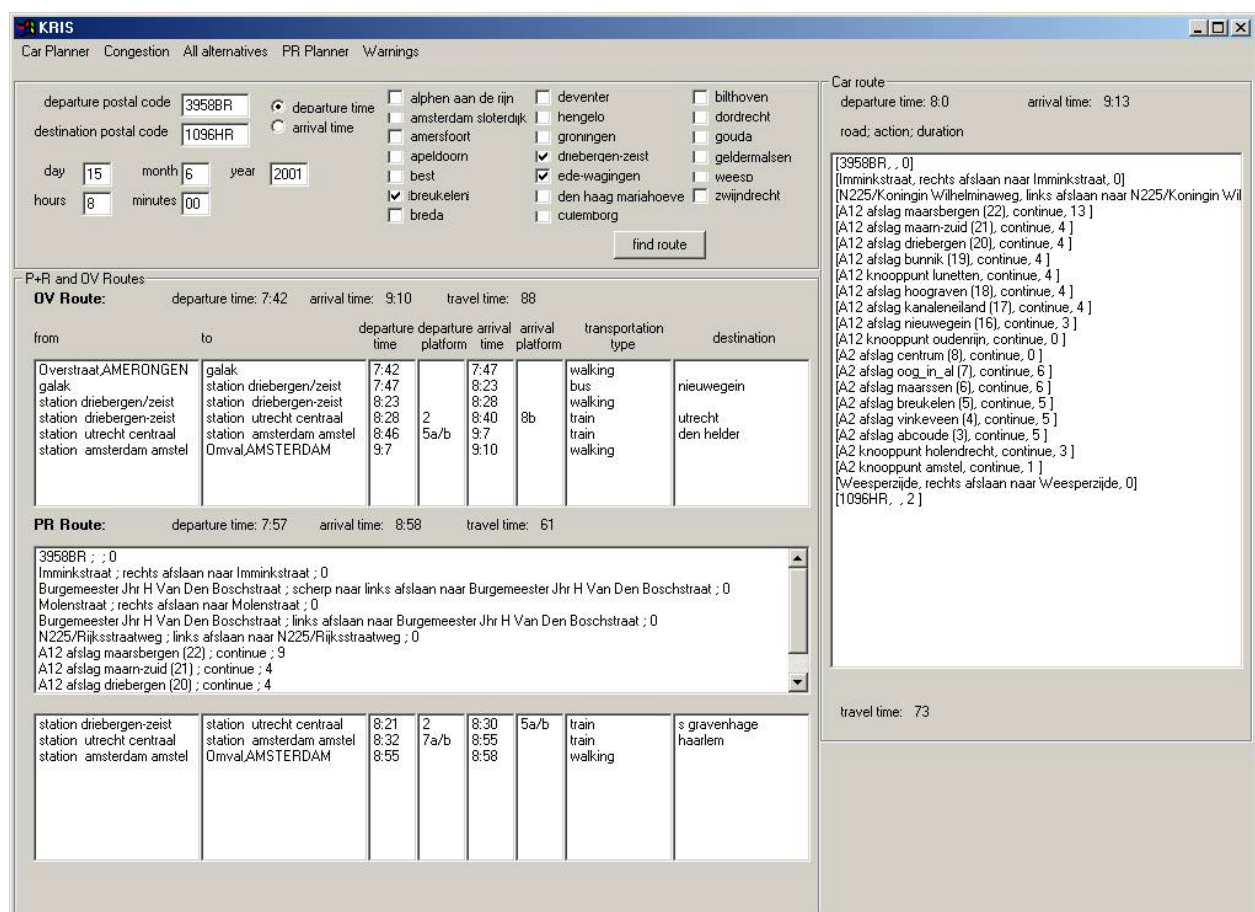 KRIS
Car Planner Congestion All alternatives PR Planner Warnings
departure postal code 3958BR departure time
destination postal code 1096HR arrival time
day 15 month 6 year 2001
hours 8 minutes 00
alphen aan de rijn deventer bilthoven
amsterdam sloterdijk hengelo dordrecht
amersfoort groningen gouda
apeldoorn driebergen-zeist geldermalsen
best ede-wagingen weesp
breukelen den haag mariahoeve zwijndrecht
breda culemborg
find route
P+R and OV Routes
OV Route: departure time: 7:42 arrival time: 9:10 travel time: 88
from to departure time departure platform arrival time arrival platform transportation type destination
Overstraat,AMERONGEN galak 7:42 7:47 walking
galak station driebergen/zeist 7:47 8:23 bus nieuwegein
station driebergen/zeist station driebergen-zeist 8:23 8:28 walking
station driebergen-zeist station utrecht centraal 8:28 2 8:40 8b train utrecht
station utrecht centraal station amsterdam amstel 8:46 5a/b 9:7 train den helder
station amsterdam amstel Omval,AMSTERDAM 9:7 9:10 walking
PR Route: departure time: 7:57 arrival time: 8:58 travel time: 61
3958BR ; ; 0
Imminkstraat ; rechts afslaan naar Imminkstraat ; 0
Burgemeester Jhr H Van Den Boschstraat ; scherp naar links afslaan naar Burgemeester Jhr H Van Den Boschstraat ; 0
Molenstraat ; rechts afslaan naar Molenstraat ; 0
Burgemeester Jhr H Van Den Boschstraat ; links afslaan naar Burgemeester Jhr H Van Den Boschstraat ; 0
N225/Rijksstraatweg ; links afslaan naar N225/Rijksstraatweg ; 0
A12 afslag maarsbergen (22) ; continue ; 9
A12 afslag maarn-zuid (21) ; continue ; 4
A12 afslag driebergen (20) ; continue ; 4
station driebergen-zeist station utrecht centraal 8:21 2 8:30 5a/b train s gravenhage
station utrecht centraal station amsterdam amstel 8:32 7a/b 8:55 train haarlem
station amsterdam amstel Omval,AMSTERDAM 8:55 8:58 walking
Car route
departure time: 8:0 arrival time: 9:13
road; action; duration
[3958BR, , 0]
[Imminkstraat, rechts afslaan naar Imminkstraat, 0]
[N225/Koningin Wilhelminaweg, links afslaan naar N225/Koningin Wil
[A12 afslag maarsbergen (22), continue, 13 ]
[A12 afslag maarn-zuid (21), continue, 4 ]
[A12 afslag driebergen (20), continue, 4 ]
[A12 afslag bunnik (19), continue, 4 ]
[A12 knooppunt lunetten, continue, 4 ]
[A12 afslag hoograven (18), continue, 4 ]
[A12 afslag kanaleneiland (17), continue, 4 ]
[A12 afslag nieuwegein (16), continue, 3 ]
[A12 knooppunt oudenrijn, continue, 0 ]
[A2 afslag centrum (8), continue, 0 ]
[A2 afslag oog_in_al (7), continue, 6 ]
[A2 afslag maarssen (6), continue, 6 ]
[A2 afslag breukelen (5), continue, 5 ]
[A2 afslag vinkeveen (4), continue, 5 ]
[A2 afslag abcoude (3), continue, 5 ]
[A2 knooppunt holendrecht, continue, 3 ]
[A2 knooppunt amstel, continue, 1 ]
[Weesperzijde, rechts afslaan naar Weesperzijde, 0]
[1096HR, , 2 ]
travel time: 73